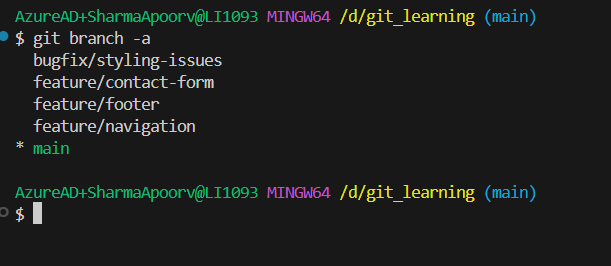 AzureAD+SharmaApoorv@LI1093 MINGW64 /d/git_learning (main)
$ git branch -a
  bugfix/styling-issues
  feature/contact-form
  feature/footer
  feature/navigation
* main
AzureAD+SharmaApoorv@LI1093 MINGW64 /d/git_learning (main)
$